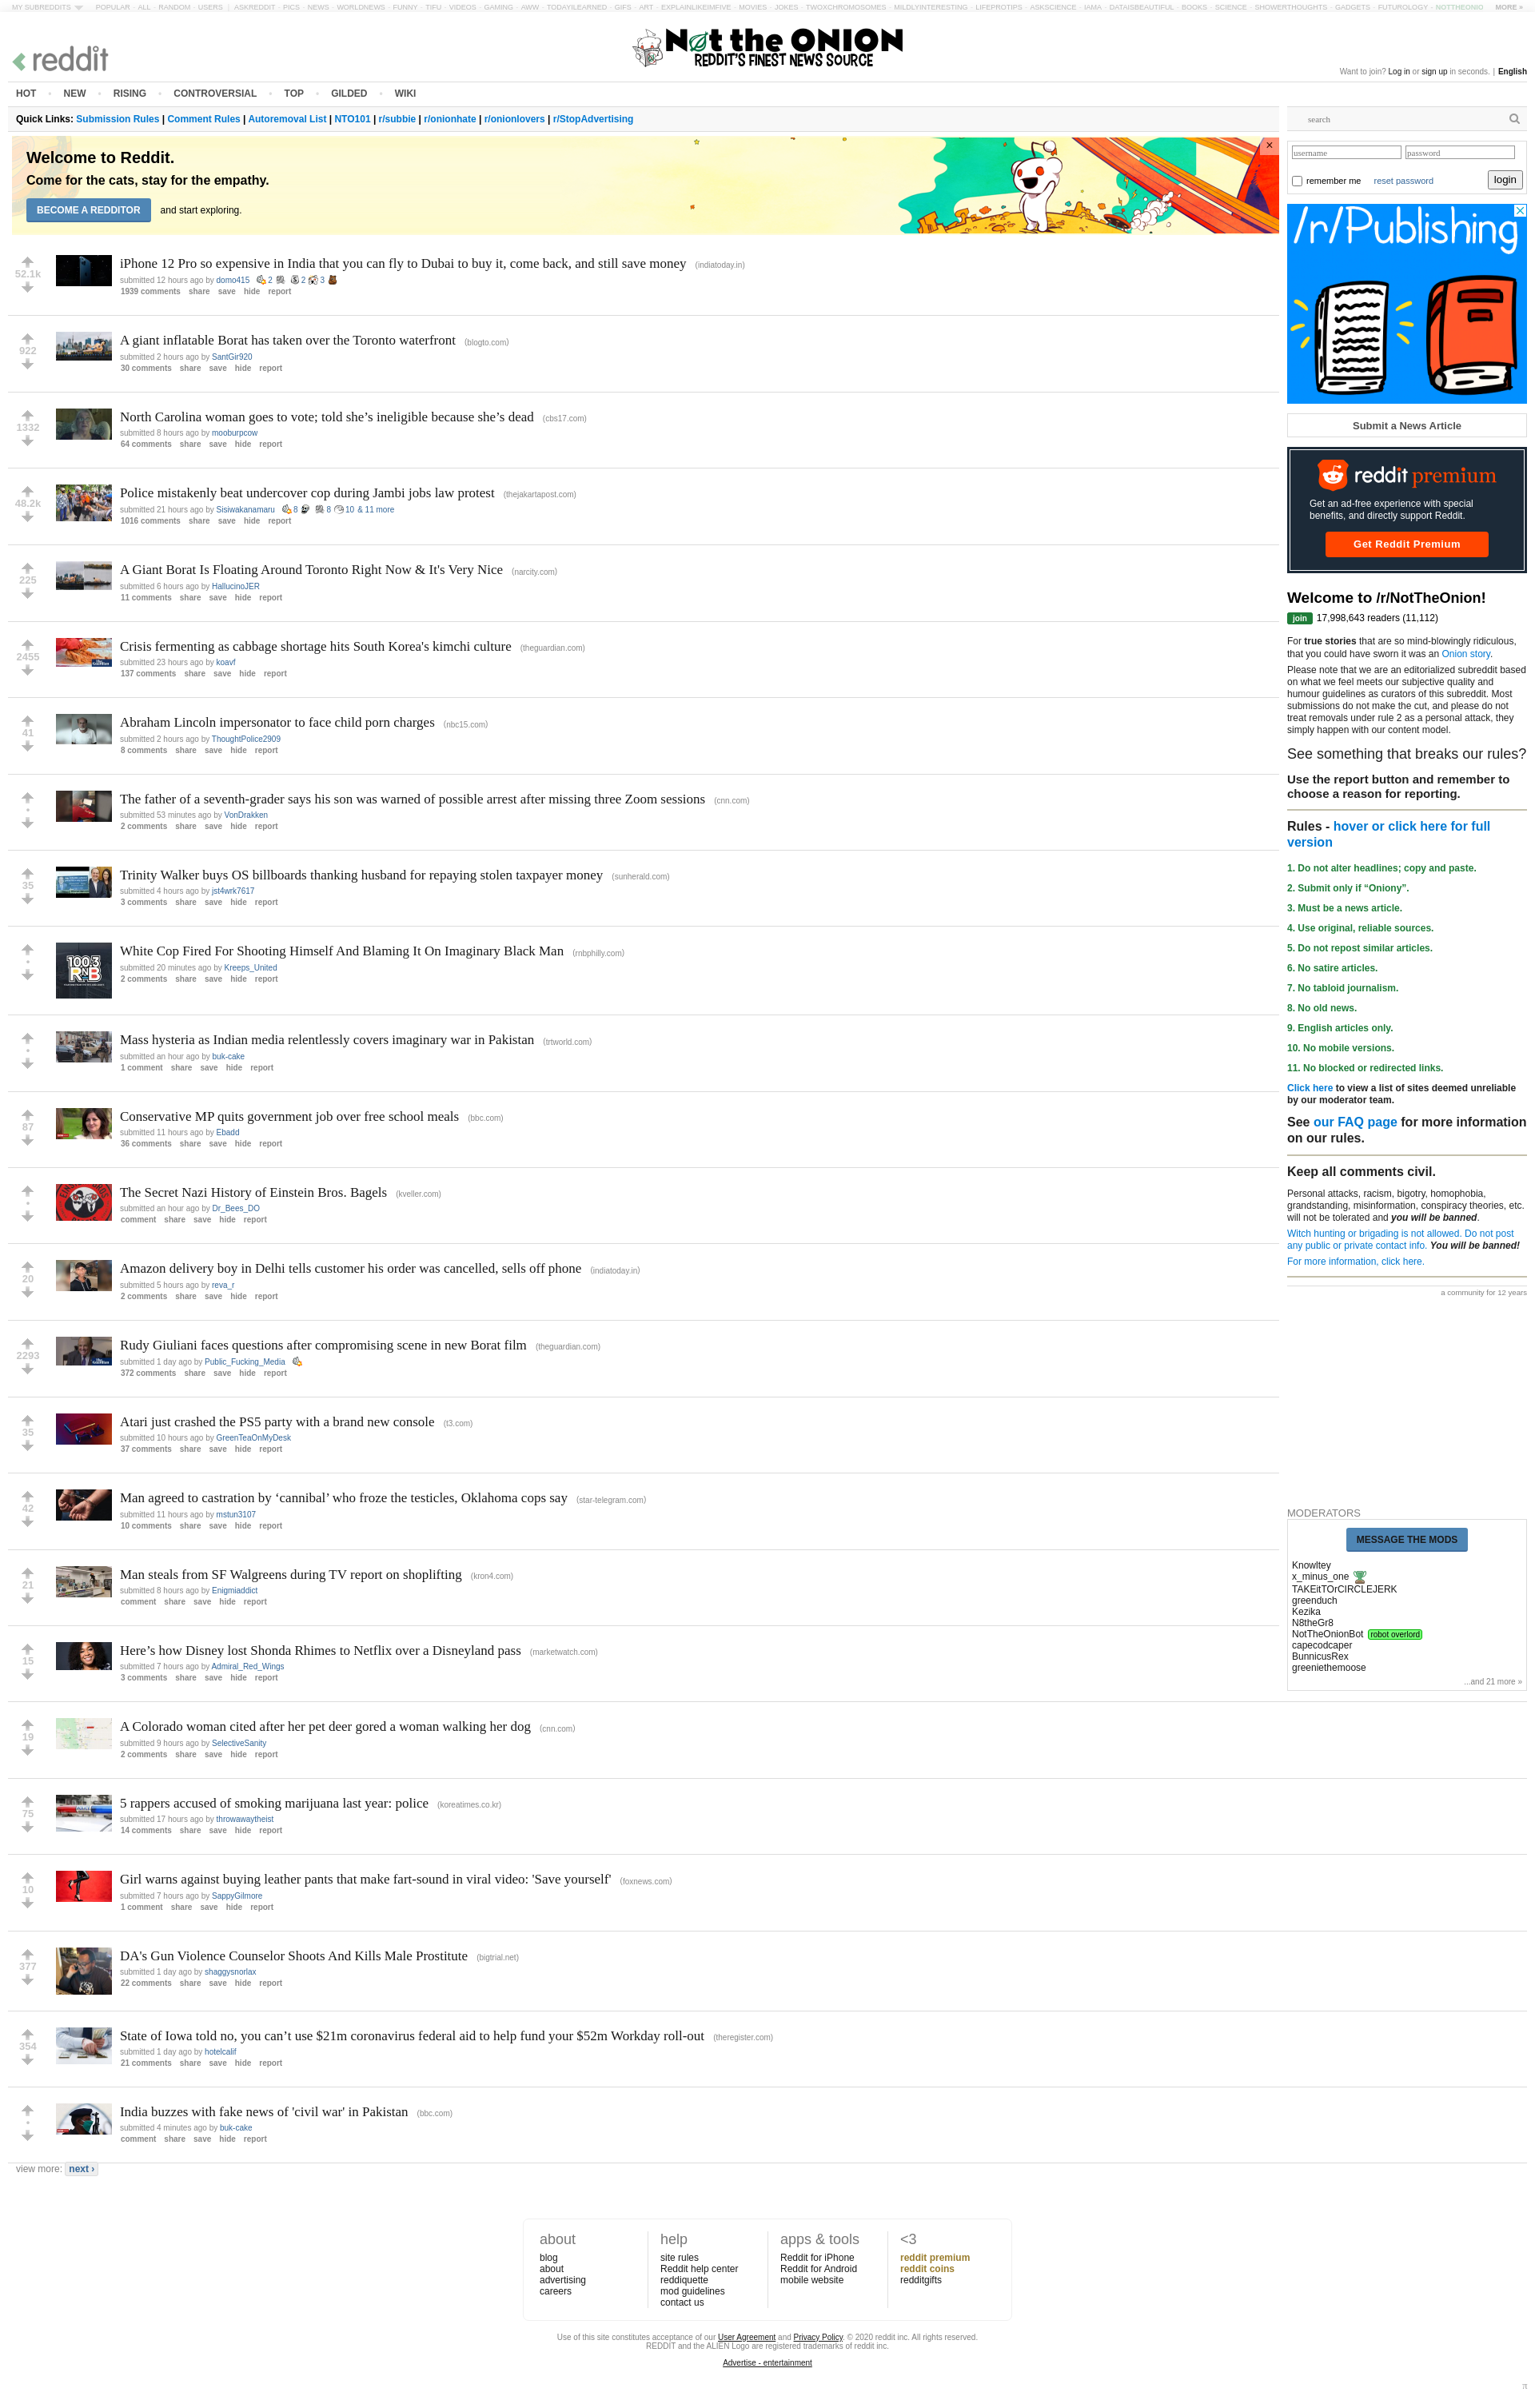 MY SUBREDDITS POPULAR - ALL - RANDOM - USERS | ASKREDDIT - PICS - NEWS - WORLDNEWS - FUNNY - TIFU - VIDEOS - GAMING - AWW - TODAYILEARNED - GIFS - ART - EXPLAINLIKEIMFIVE - MOVIES - JOKES - TWOXCHROMOSOMES - MILDLYINTERESTING - LIFEPROTIPS - ASKSCIENCE - IAMA - DATAISBEAUTIFUL - BOOKS - SCIENCE - SHOWERTHOUGHTS - GADGETS - FUTUROLOGY - NOTTHEONIO MORE »
reddit
Not the ONION
REDDIT'S FINEST NEWS SOURCE
Want to join? Log in or sign up in seconds. | English
HOT • NEW • RISING • CONTROVERSIAL • TOP • GILDED • WIKI
Quick Links: Submission Rules | Comment Rules | Autoremoval List | NTO101 | r/subbie | r/onionhate | r/onionlovers | r/StopAdvertising
Welcome to Reddit.
Come for the cats, stay for the empathy.
BECOME A REDDITOR and start exploring.
×
52.1k
iPhone 12 Pro so expensive in India that you can fly to Dubai to buy it, come back, and still save money (indiatoday.in)
submitted 12 hours ago by domo415 2 2 3
1939 comments share save hide report
922
A giant inflatable Borat has taken over the Toronto waterfront (blogto.com)
submitted 2 hours ago by SantGir920
30 comments share save hide report
1332
North Carolina woman goes to vote; told she’s ineligible because she’s dead (cbs17.com)
submitted 8 hours ago by mooburpcow
64 comments share save hide report
48.2k
Police mistakenly beat undercover cop during Jambi jobs law protest (thejakartapost.com)
submitted 21 hours ago by Sisiwakanamaru 8 8 10 & 11 more
1016 comments share save hide report
225
A Giant Borat Is Floating Around Toronto Right Now & It's Very Nice (narcity.com)
submitted 6 hours ago by HallucinoJER
11 comments share save hide report
2455
Crisis fermenting as cabbage shortage hits South Korea's kimchi culture (theguardian.com)
submitted 23 hours ago by koavf
137 comments share save hide report
41
Abraham Lincoln impersonator to face child porn charges (nbc15.com)
submitted 2 hours ago by ThoughtPolice2909
8 comments share save hide report
•
The father of a seventh-grader says his son was warned of possible arrest after missing three Zoom sessions (cnn.com)
submitted 53 minutes ago by VonDrakken
2 comments share save hide report
35
Trinity Walker buys OS billboards thanking husband for repaying stolen taxpayer money (sunherald.com)
submitted 4 hours ago by jst4wrk7617
3 comments share save hide report
•
100.3
RNB
White Cop Fired For Shooting Himself And Blaming It On Imaginary Black Man (rnbphilly.com)
submitted 20 minutes ago by Kreeps_United
2 comments share save hide report
•
Mass hysteria as Indian media relentlessly covers imaginary war in Pakistan (trtworld.com)
submitted an hour ago by buk-cake
1 comment share save hide report
87
Conservative MP quits government job over free school meals (bbc.com)
submitted 11 hours ago by Ebadd
36 comments share save hide report
•
The Secret Nazi History of Einstein Bros. Bagels (kveller.com)
submitted an hour ago by Dr_Bees_DO
comment share save hide report
20
Amazon delivery boy in Delhi tells customer his order was cancelled, sells off phone (indiatoday.in)
submitted 5 hours ago by reva_r
2 comments share save hide report
2293
Rudy Giuliani faces questions after compromising scene in new Borat film (theguardian.com)
submitted 1 day ago by Public_Fucking_Media
372 comments share save hide report
35
Atari just crashed the PS5 party with a brand new console (t3.com)
submitted 10 hours ago by GreenTeaOnMyDesk
37 comments share save hide report
42
Man agreed to castration by ‘cannibal’ who froze the testicles, Oklahoma cops say (star-telegram.com)
submitted 11 hours ago by mstun3107
10 comments share save hide report
21
Man steals from SF Walgreens during TV report on shoplifting (kron4.com)
submitted 8 hours ago by Enigmiaddict
comment share save hide report
15
Here’s how Disney lost Shonda Rhimes to Netflix over a Disneyland pass (marketwatch.com)
submitted 7 hours ago by Admiral_Red_Wings
3 comments share save hide report
19
A Colorado woman cited after her pet deer gored a woman walking her dog (cnn.com)
submitted 9 hours ago by SelectiveSanity
2 comments share save hide report
75
5 rappers accused of smoking marijuana last year: police (koreatimes.co.kr)
submitted 17 hours ago by throwawaytheist
14 comments share save hide report
10
Girl warns against buying leather pants that make fart-sound in viral video: 'Save yourself' (foxnews.com)
submitted 7 hours ago by SappyGilmore
1 comment share save hide report
377
DA's Gun Violence Counselor Shoots And Kills Male Prostitute (bigtrial.net)
submitted 1 day ago by shaggysnorlax
22 comments share save hide report
354
State of Iowa told no, you can’t use $21m coronavirus federal aid to help fund your $52m Workday roll-out (theregister.com)
submitted 1 day ago by hotelcalif
21 comments share save hide report
•
India buzzes with fake news of 'civil war' in Pakistan (bbc.com)
submitted 4 minutes ago by buk-cake
comment share save hide report
view more: next ›
search
username password
remember me reset password login
/r/Publishing
Submit a News Article
reddit premium
Get an ad-free experience with special
benefits, and directly support Reddit.
Get Reddit Premium
Welcome to /r/NotTheOnion!
join 17,998,643 readers (11,112)
For true stories that are so mind-blowingly ridiculous,
that you could have sworn it was an Onion story.
Please note that we are an editorialized subreddit based
on what we feel meets our subjective quality and
humour guidelines as curators of this subreddit. Most
submissions do not make the cut, and please do not
treat removals under rule 2 as a personal attack, they
simply happen with our content model.
See something that breaks our rules?
Use the report button and remember to
choose a reason for reporting.
Rules - hover or click here for full
version
1. Do not alter headlines; copy and paste.
2. Submit only if “Oniony”.
3. Must be a news article.
4. Use original, reliable sources.
5. Do not repost similar articles.
6. No satire articles.
7. No tabloid journalism.
8. No old news.
9. English articles only.
10. No mobile versions.
11. No blocked or redirected links.
Click here to view a list of sites deemed unreliable
by our moderator team.
See our FAQ page for more information
on our rules.
Keep all comments civil.
Personal attacks, racism, bigotry, homophobia,
grandstanding, misinformation, conspiracy theories, etc.
will not be tolerated and you will be banned.
Witch hunting or brigading is not allowed. Do not post
any public or private contact info. You will be banned!
For more information, click here.
a community for 12 years
MODERATORS
MESSAGE THE MODS
Knowltey
x_minus_one
TAKEitTOrCIRCLEJERK
greenduch
Kezika
N8theGr8
NotTheOnionBot robot overlord
capecodcaper
BunnicusRex
greeniethemoose
...and 21 more »
about
blog
about
advertising
careers
help
site rules
Reddit help center
reddiquette
mod guidelines
contact us
apps & tools
Reddit for iPhone
Reddit for Android
mobile website
<3
reddit premium
reddit coins
redditgifts
Use of this site constitutes acceptance of our User Agreement and Privacy Policy. © 2020 reddit inc. All rights reserved.
REDDIT and the ALIEN Logo are registered trademarks of reddit inc.
Advertise - entertainment
π